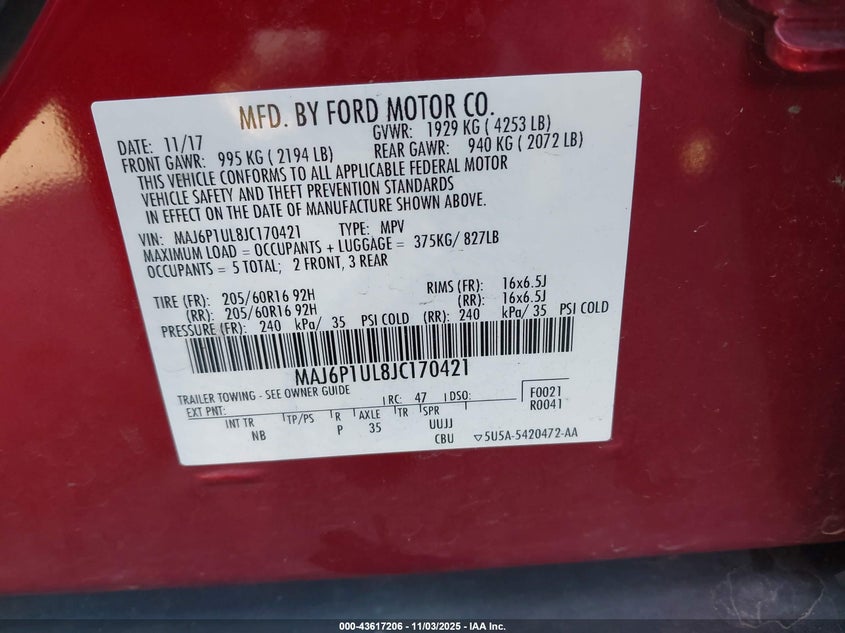 MFD. BY FORD MOTOR CO.
DATE: 11/17 GVWR: 1929 KG ( 4253 LB)
FRONT GAWR: 995 KG ( 2194 LB) REAR GAWR: 940 KG ( 2072 LB)
THIS VEHICLE CONFORMS TO ALL APPLICABLE FEDERAL MOTOR
VEHICLE SAFETY AND THEFT PREVENTION STANDARDS
IN EFFECT ON THE DATE OF MANUFACTURE SHOWN ABOVE.
VIN: MAJ6P1UL8JC170421 TYPE: MPV
MAXIMUM LOAD = OCCUPANTS + LUGGAGE = 375KG/ 827LB
OCCUPANTS = 5 TOTAL; 2 FRONT, 3 REAR
TIRE (FR): 205/60R16 92H RIMS (FR): 16x6.5J
(RR): 205/60R16 92H (RR): 16x6.5J
PRESSURE (FR): 240 kPa/ 35 PSI COLD (RR): 240 kPa/ 35 PSI COLD
MAJ6P1UL8JC170421
TRAILER TOWING - SEE OWNER GUIDE
EXT PNT: RC: 47 DSO: F0021
R0041
INT TR TP/PS R AXLE TR SPR
NB P 35 UUJJ
CBU ▽5U5A-5420472-AA
000-43617206 - 11/03/2025 - IAA Inc.